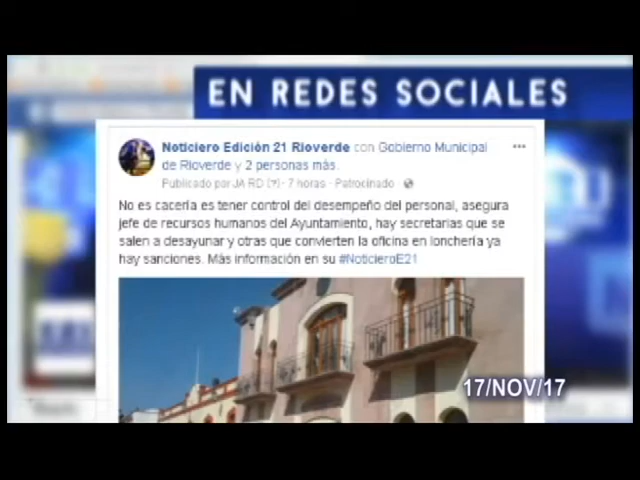 EN REDES SOCIALES
Noticiero Edición 21 Rioverde con Gobierno Municipal
de Rioverde y 2 personas más.
Publicado por JA RD [?] · 7 horas · Patrocinado ·
No es cacería es tener control del desempeño del personal, asegura
jefe de recursos humanos del Ayuntamiento, hay secretarias que se
salen a desayunar y otras que convierten la oficina en lonchería ya
hay sanciones. Más información en su #NoticieroE21
17/NOV/17